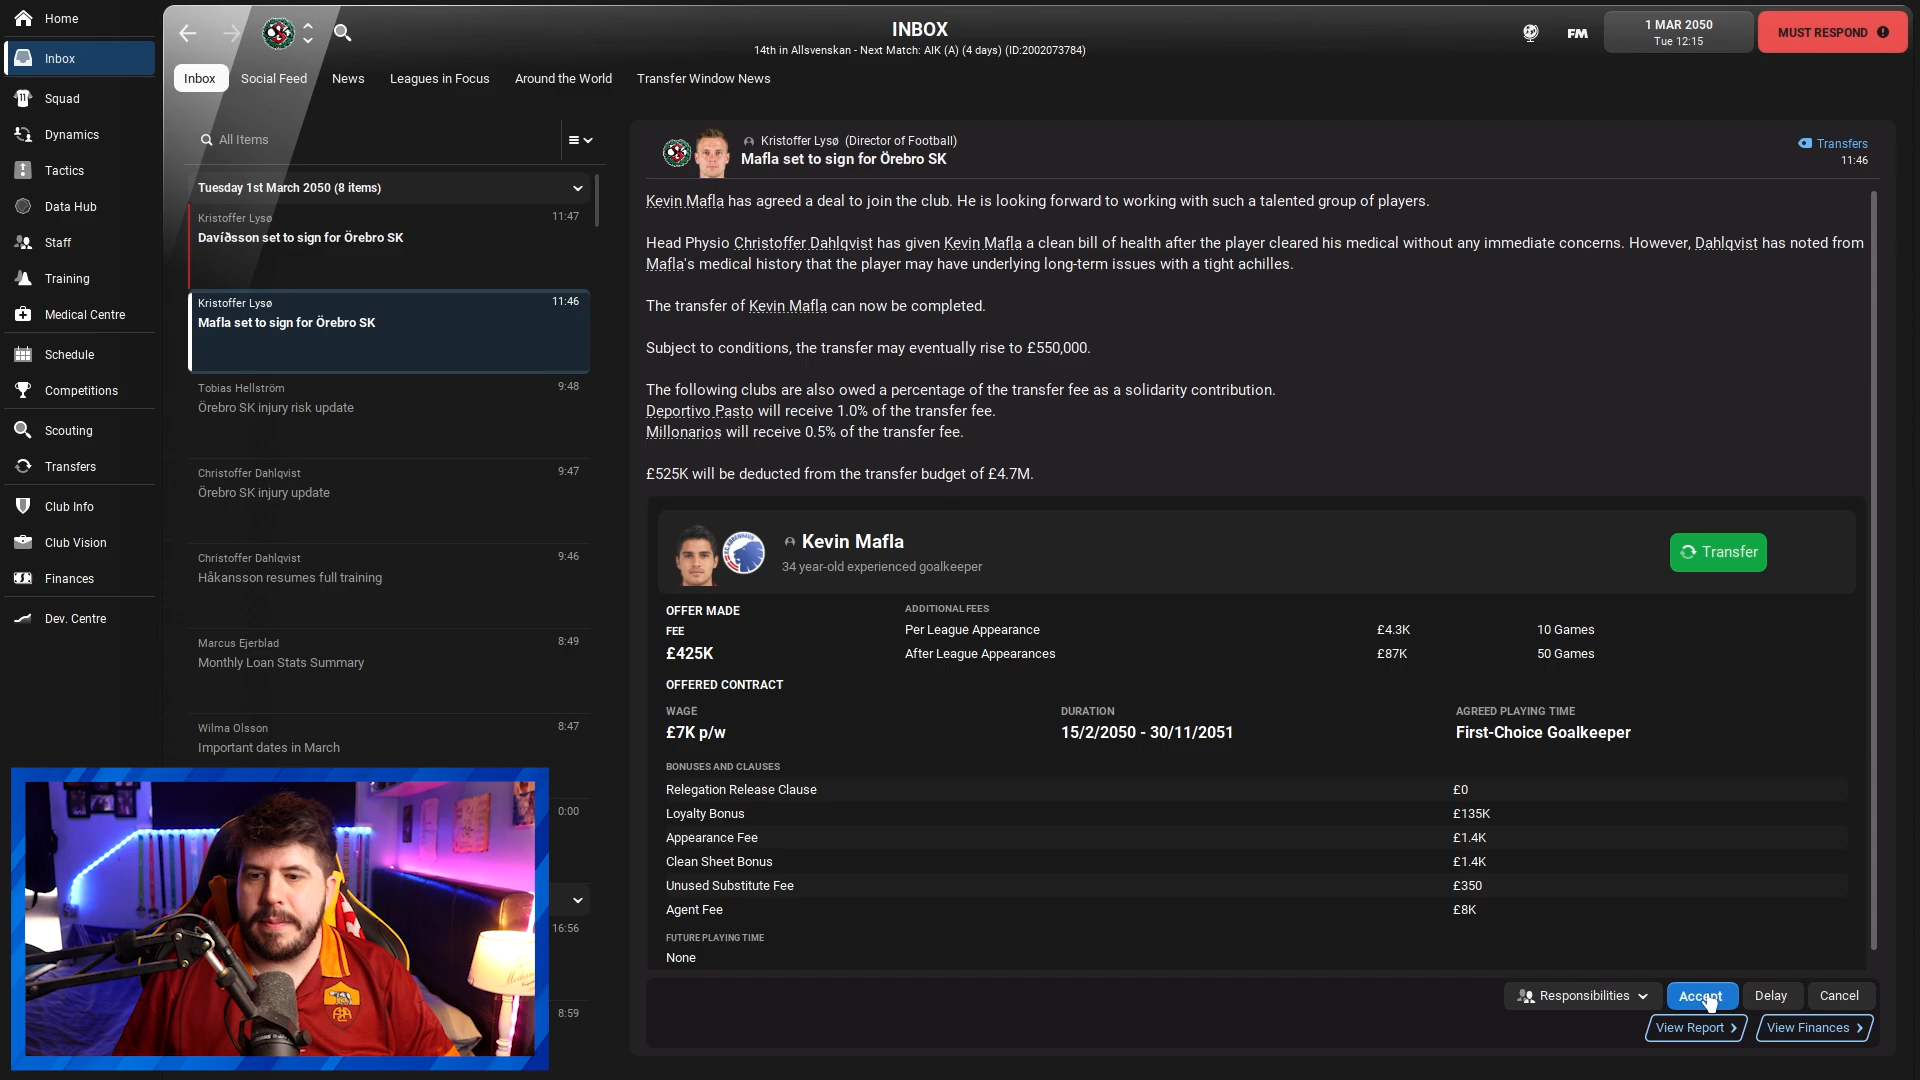 Home
Inbox
Squad
Dynamics
Tactics
Data Hub
Staff
Training
Medical Centre
Schedule
Competitions
Scouting
Transfers
Club Info
Club Vision
Finances
Dev. Centre
INBOX
14th in Allsvenskan - Next Match: AIK (A) (4 days) (ID:2002073784)
FM
1 MAR 2050
Tue 12:15
MUST RESPOND
Inbox Social Feed News Leagues in Focus Around the World Transfer Window News
All Items
Tuesday 1st March 2050 (8 items)
Kristoffer Lysø 11:47
Davíðsson set to sign for Örebro SK
Kristoffer Lysø 11:46
Mafla set to sign for Örebro SK
Tobias Hellström 9:48
Örebro SK injury risk update
Christoffer Dahlqvist 9:47
Örebro SK injury update
Christoffer Dahlqvist 9:46
Håkansson resumes full training
Marcus Ejerblad 8:49
Monthly Loan Stats Summary
Wilma Olsson 8:47
Important dates in March
0:00
16:56
8:59
Kristoffer Lysø (Director of Football)
Mafla set to sign for Örebro SK
Transfers
11:46
Kevin Mafla has agreed a deal to join the club. He is looking forward to working with such a talented group of players.
Head Physio Christoffer Dahlqvist has given Kevin Mafla a clean bill of health after the player cleared his medical without any immediate concerns. However, Dahlqvist has noted from
Mafla's medical history that the player may have underlying long-term issues with a tight achilles.
The transfer of Kevin Mafla can now be completed.
Subject to conditions, the transfer may eventually rise to £550,000.
The following clubs are also owed a percentage of the transfer fee as a solidarity contribution.
Deportivo Pasto will receive 1.0% of the transfer fee.
Millonarios will receive 0.5% of the transfer fee.
£525K will be deducted from the transfer budget of £4.7M.
Kevin Mafla
34 year-old experienced goalkeeper
Transfer
OFFER MADE
FEE
£425K
ADDITIONAL FEES
Per League Appearance £4.3K 10 Games
After League Appearances £87K 50 Games
OFFERED CONTRACT
WAGE DURATION AGREED PLAYING TIME
£7K p/w 15/2/2050 - 30/11/2051 First-Choice Goalkeeper
BONUSES AND CLAUSES
Relegation Release Clause £0
Loyalty Bonus £135K
Appearance Fee £1.4K
Clean Sheet Bonus £1.4K
Unused Substitute Fee £350
Agent Fee £8K
FUTURE PLAYING TIME
None
Responsibilities Accept Delay Cancel
View Report View Finances